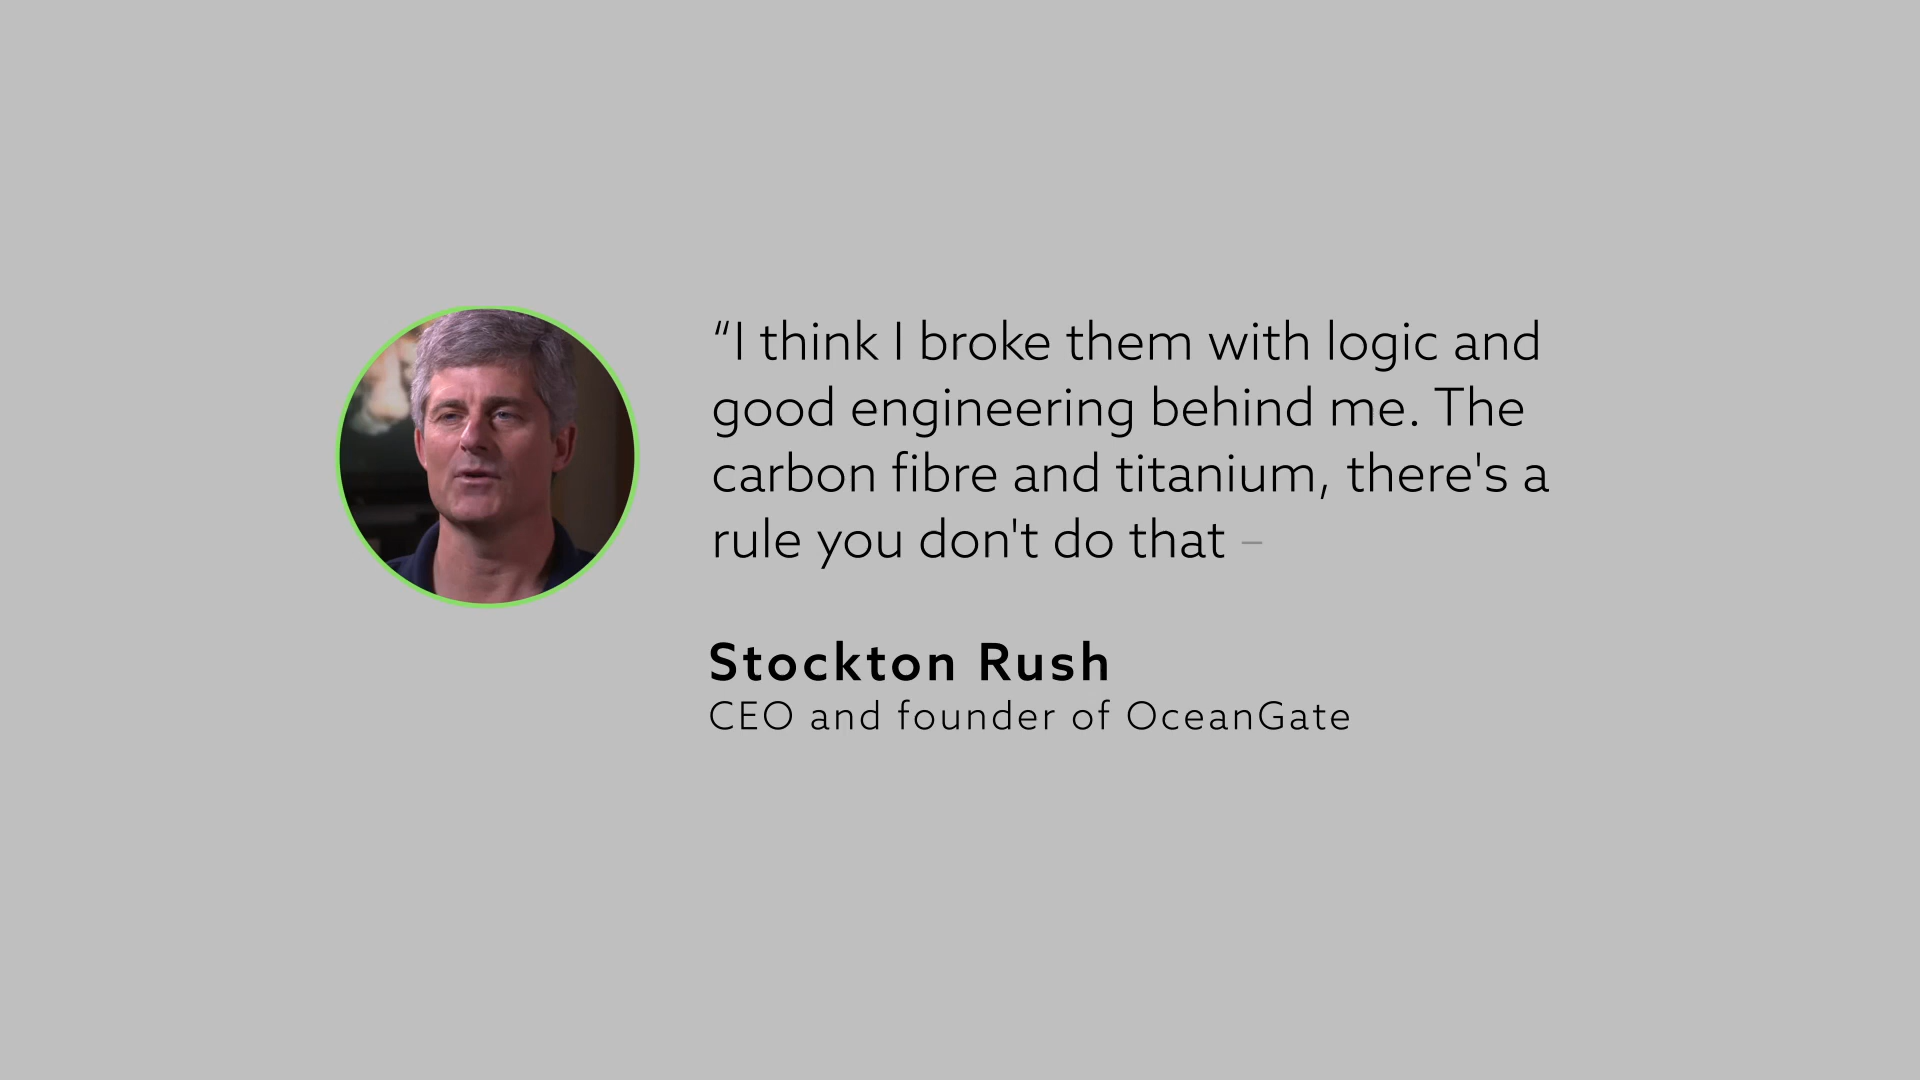 “I think I broke them with logic and
good engineering behind me. The
carbon fibre and titanium, there's a
rule you don't do that –
Stockton Rush
CEO and founder of OceanGate